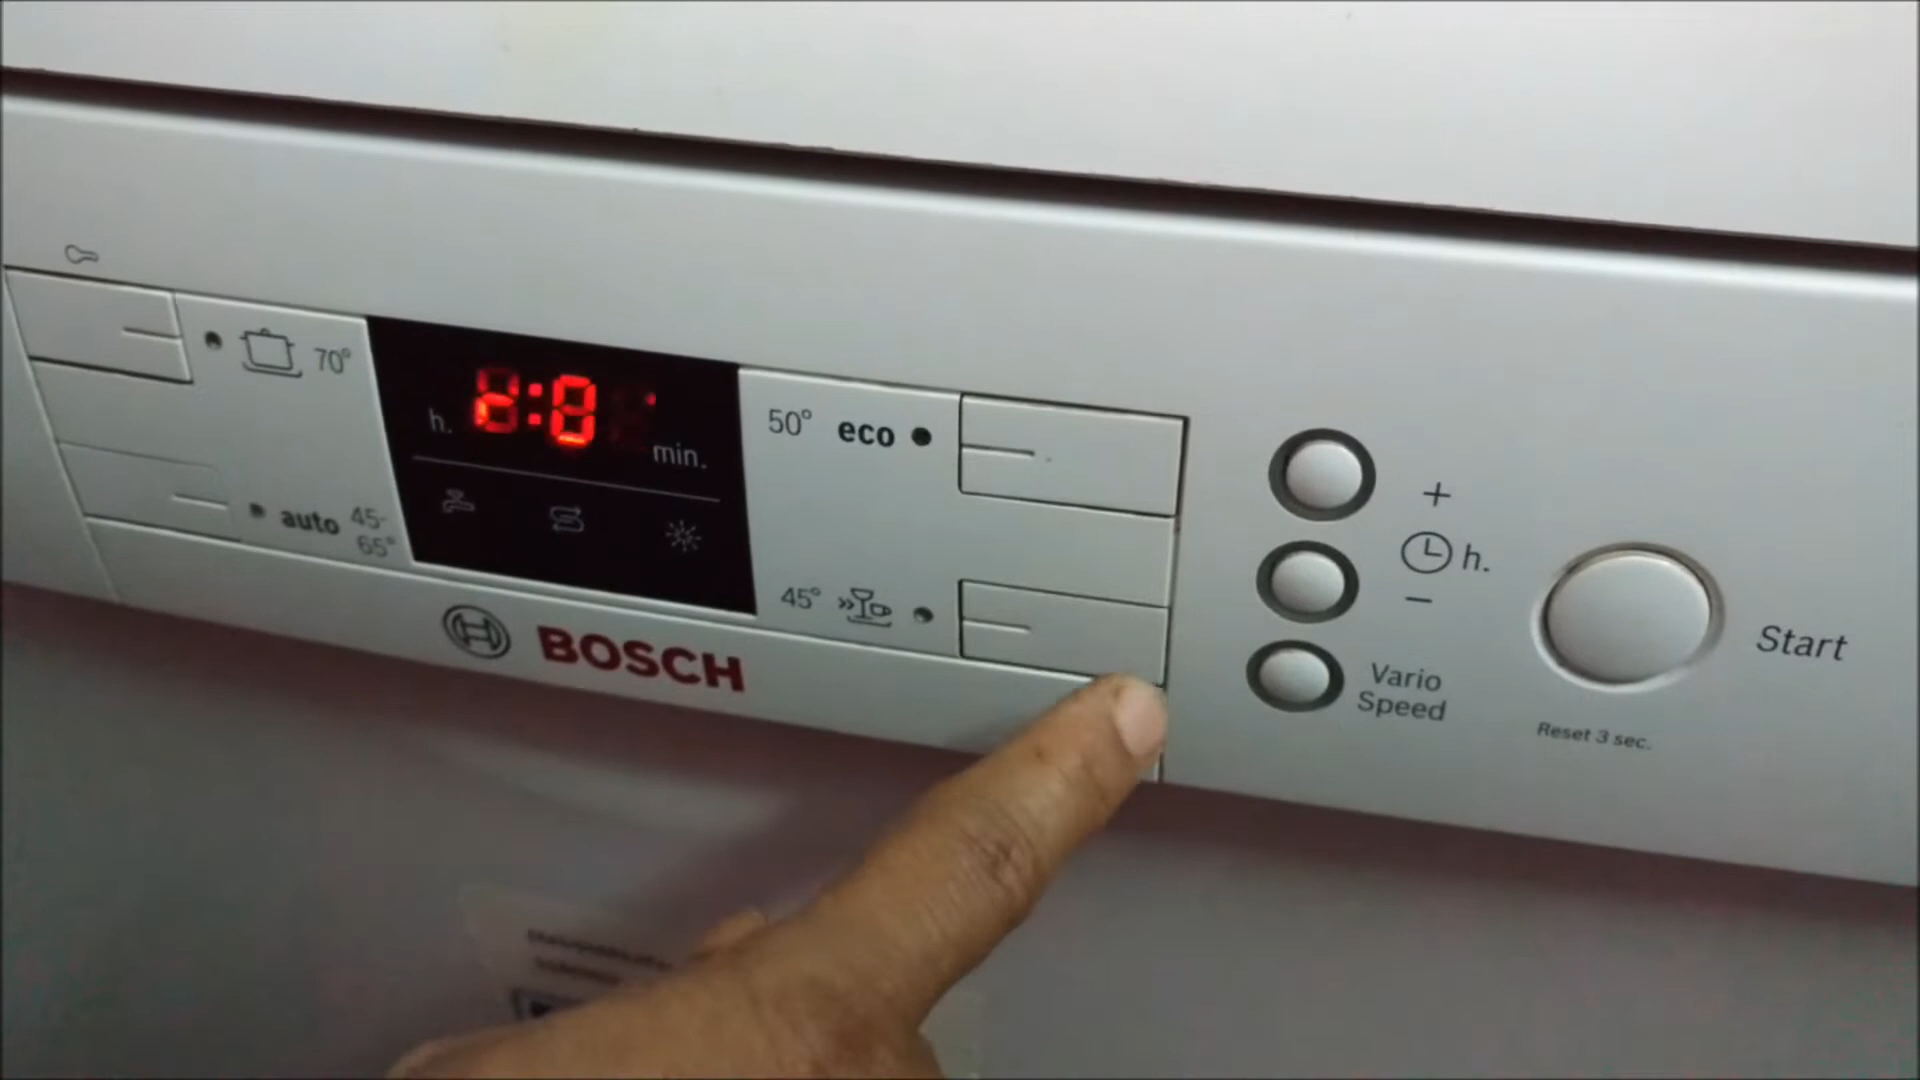 70°
h.
min.
auto 45-
65°
BOSCH
50° eco
45°
+
h.
−
Vario
Speed
Start
Reset 3 sec.